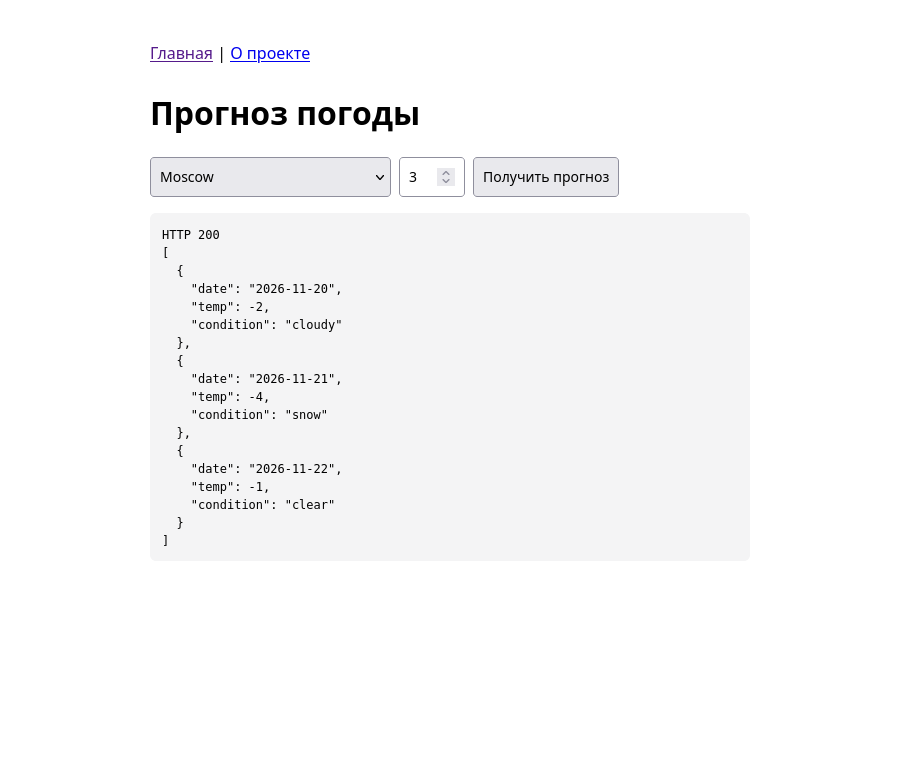 Главная | О проекте
Прогноз погоды
Moscow 3 Получить прогноз
HTTP 200
[
  {
    "date": "2026-11-20",
    "temp": -2,
    "condition": "cloudy"
  },
  {
    "date": "2026-11-21",
    "temp": -4,
    "condition": "snow"
  },
  {
    "date": "2026-11-22",
    "temp": -1,
    "condition": "clear"
  }
]